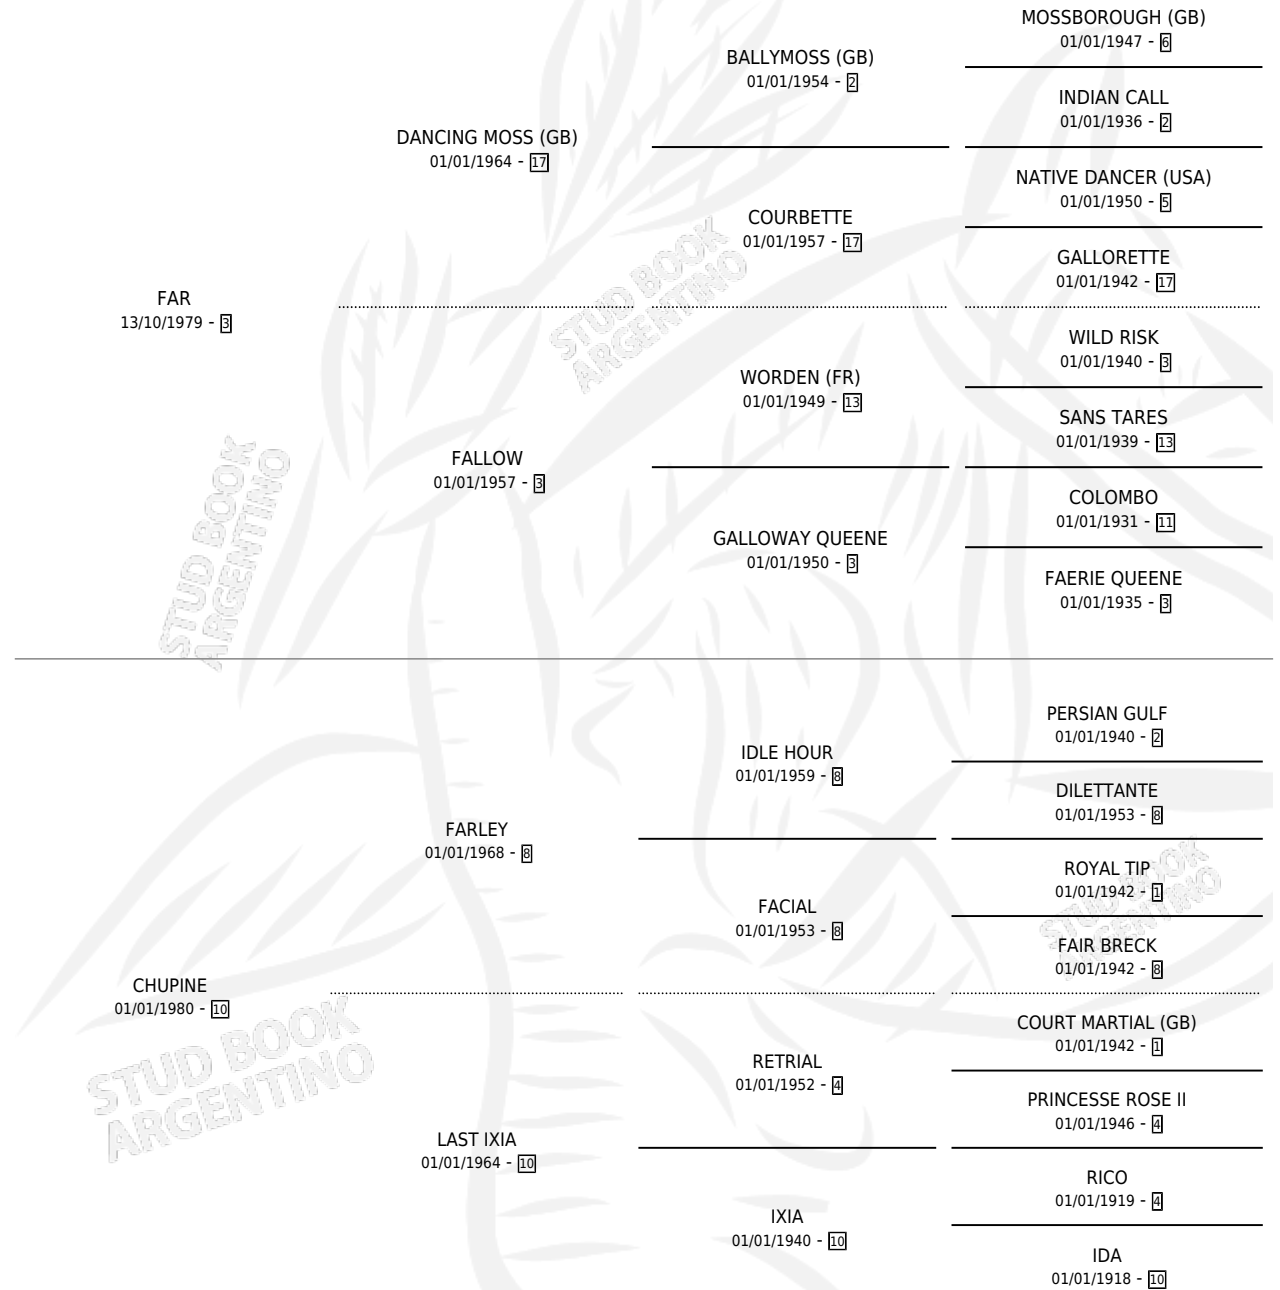 MOSSBOROUGH (GB)
01/01/1947 - 6
BALLYMOSS (GB)
01/01/1954 - 2
INDIAN CALL
01/01/1936 - 2
DANCING MOSS (GB)
01/01/1964 - 17
NATIVE DANCER (USA)
01/01/1950 - 5
COURBETTE
01/01/1957 - 17
GALLORETTE
01/01/1942 - 17
FAR
13/10/1979 - 3
WILD RISK
01/01/1940 - 3
WORDEN (FR)
01/01/1949 - 13
SANS TARES
01/01/1939 - 13
FALLOW
01/01/1957 - 3
COLOMBO
01/01/1931 - 11
GALLOWAY QUEENE
01/01/1950 - 3
FAERIE QUEENE
01/01/1935 - 3
PERSIAN GULF
01/01/1940 - 2
IDLE HOUR
01/01/1959 - 8
DILETTANTE
01/01/1953 - 8
FARLEY
01/01/1968 - 8
ROYAL TIP
01/01/1942 - 1
FACIAL
01/01/1953 - 8
FAIR BRECK
01/01/1942 - 8
CHUPINE
01/01/1980 - 10
COURT MARTIAL (GB)
01/01/1942 - 1
RETRIAL
01/01/1952 - 4
PRINCESSE ROSE II
01/01/1946 - 4
LAST IXIA
01/01/1964 - 10
RICO
01/01/1919 - 4
IXIA
01/01/1940 - 10
IDA
01/01/1918 - 10
STUD BOOK
ARGENTINO
STUD BOOK
ARGENTINO
STUD BOOK
ARGENTINO
STUD BOOK
ARGENTINO